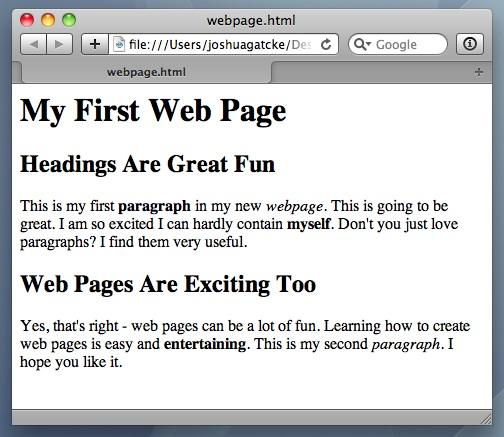 webpage.html
file:///Users/joshuagatcke/Des
Google
webpage.html
My First Web Page
Headings Are Great Fun
This is my first paragraph in my new webpage. This is going to be
great. I am so excited I can hardly contain myself. Don't you just love
paragraphs? I find them very useful.
Web Pages Are Exciting Too
Yes, that's right - web pages can be a lot of fun. Learning how to create
web pages is easy and entertaining. This is my second paragraph. I
hope you like it.